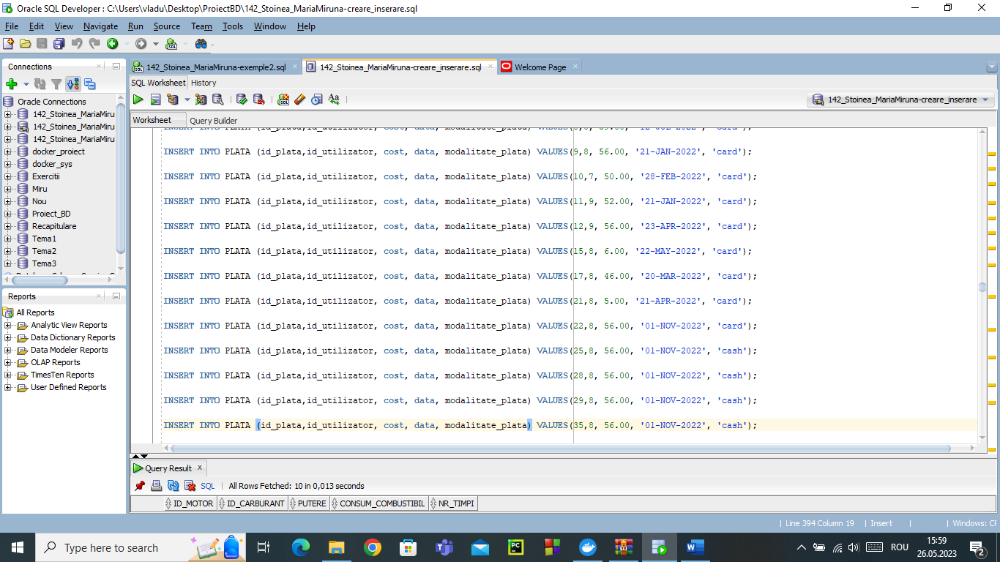 Oracle SQL Developer : C:\Users\vladu\Desktop\ProiectBD\142_Stoinea_MariaMiruna-creare_inserare.sql
File Edit View Navigate Run Source Team Tools Window Help
Connections
Oracle Connections
142_Stoinea_MariaMiru
142_Stoinea_MariaMiru
142_Stoinea_MariaMiru
docker_project
docker_sys
Exercitii
Miru
Nou
Proiect_BD
Recapitulare
Tema1
Tema2
Tema3
Reports
All Reports
Analytic View Reports
Data Dictionary Reports
Data Modeler Reports
OLAP Reports
TimesTen Reports
User Defined Reports
142_Stoinea_MariaMiruna-exemple2.sql 142_Stoinea_MariaMiruna-creare_inserare.sql Welcome Page
SQL Worksheet History
142_Stoinea_MariaMiruna-creare_inserare
Worksheet Query Builder
INSERT INTO PLATA (id_plata,id_utilizator, cost, data, modalitate_plata) VALUES(9,8, 56.00, '21-JAN-2022', 'card');
INSERT INTO PLATA (id_plata,id_utilizator, cost, data, modalitate_plata) VALUES(10,7, 50.00, '28-FEB-2022', 'card');
INSERT INTO PLATA (id_plata,id_utilizator, cost, data, modalitate_plata) VALUES(11,9, 52.00, '21-JAN-2022', 'card');
INSERT INTO PLATA (id_plata,id_utilizator, cost, data, modalitate_plata) VALUES(12,9, 56.00, '23-APR-2022', 'card');
INSERT INTO PLATA (id_plata,id_utilizator, cost, data, modalitate_plata) VALUES(15,8, 6.00, '22-MAY-2022', 'card');
INSERT INTO PLATA (id_plata,id_utilizator, cost, data, modalitate_plata) VALUES(17,8, 46.00, '20-MAR-2022', 'card');
INSERT INTO PLATA (id_plata,id_utilizator, cost, data, modalitate_plata) VALUES(21,8, 5.00, '21-APR-2022', 'card');
INSERT INTO PLATA (id_plata,id_utilizator, cost, data, modalitate_plata) VALUES(22,8, 56.00, '01-NOV-2022', 'card');
INSERT INTO PLATA (id_plata,id_utilizator, cost, data, modalitate_plata) VALUES(25,8, 56.00, '01-NOV-2022', 'cash');
INSERT INTO PLATA (id_plata,id_utilizator, cost, data, modalitate_plata) VALUES(28,8, 56.00, '01-NOV-2022', 'cash');
INSERT INTO PLATA (id_plata,id_utilizator, cost, data, modalitate_plata) VALUES(29,8, 56.00, '01-NOV-2022', 'cash');
INSERT INTO PLATA (id_plata,id_utilizator, cost, data, modalitate_plata) VALUES(35,8, 56.00, '01-NOV-2022', 'cash');
Query Result
SQL | All Rows Fetched: 10 in 0,013 seconds
ID_MOTOR ID_CARBURANT PUTERE CONSUM_COMBUSTIBIL NR_TIMPI
Line 394 Column 19 | Insert | Windows: CF
Type here to search
ROU
15:59
26.05.2023
2